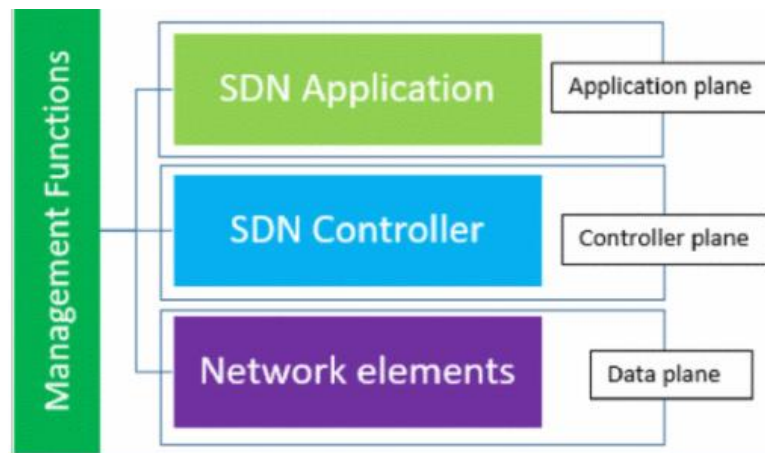 Management Functions
SDN Application
Application plane
SDN Controller
Controller plane
Network elements
Data plane